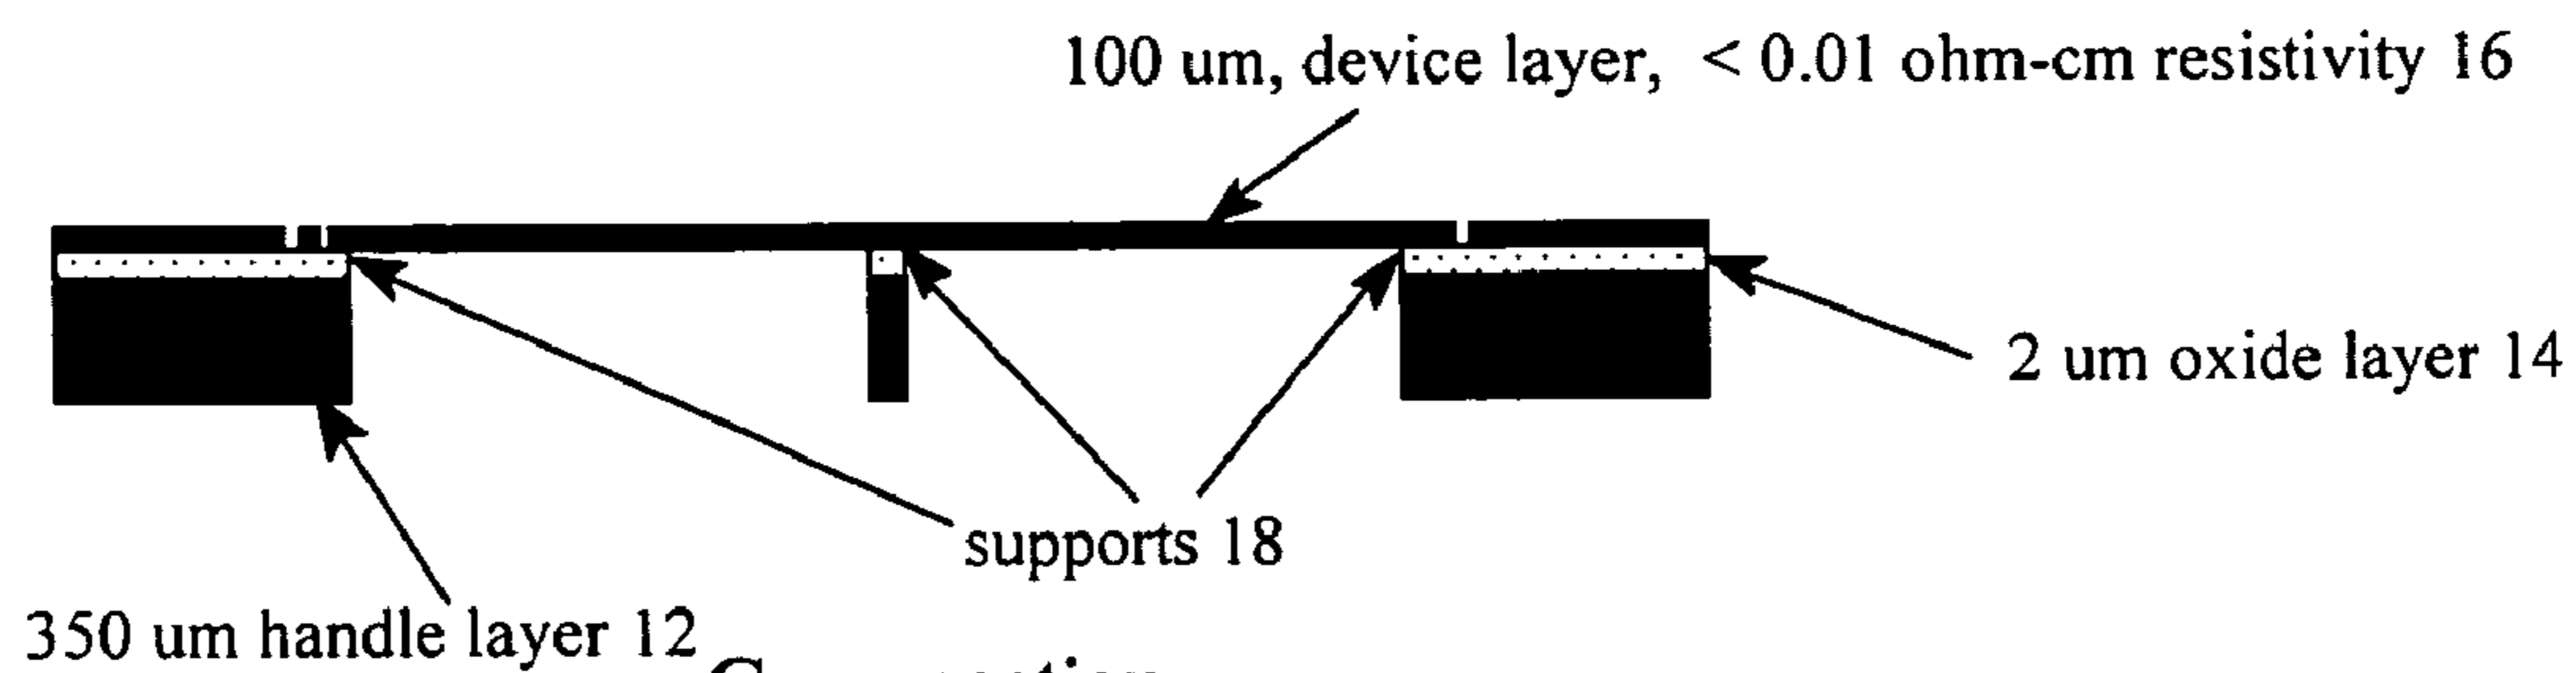 100 um, device layer, < 0.01 ohm-cm resistivity 16
2 um oxide layer 14
supports 18
350 um handle layer 12